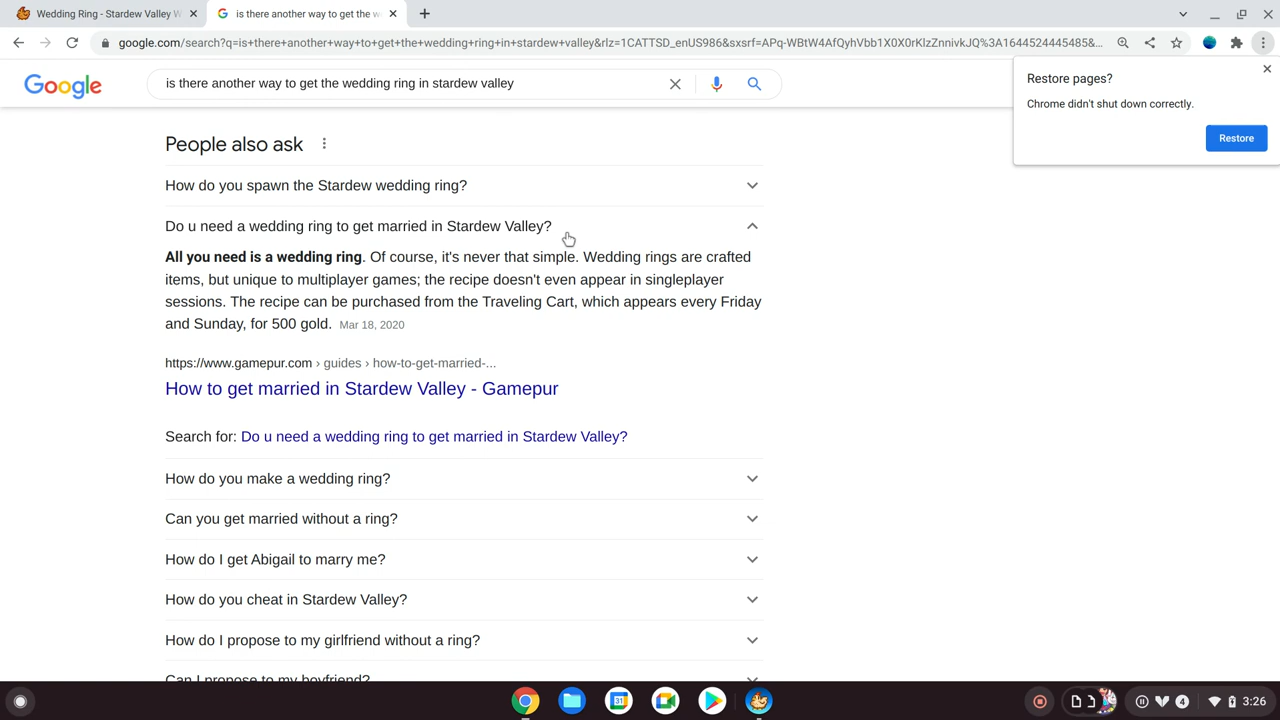 Wedding Ring - Stardew Valley W
is there another way to get the w
google.com/search?q=is+there+another+way+to+get+the+wedding+ring+in+stardew+valley&rlz=1CATTSD_enUS986&sxsrf=APq-WBtW4AfQyhVbb1X0X0rKlzZnnivkJQ%3A1644524445485&...
Google
is there another way to get the wedding ring in stardew valley
Restore pages?
Chrome didn't shut down correctly.
Restore
People also ask
How do you spawn the Stardew wedding ring?
Do u need a wedding ring to get married in Stardew Valley?
All you need is a wedding ring. Of course, it's never that simple. Wedding rings are crafted
items, but unique to multiplayer games; the recipe doesn't even appear in singleplayer
sessions. The recipe can be purchased from the Traveling Cart, which appears every Friday
and Sunday, for 500 gold. Mar 18, 2020
https://www.gamepur.com › guides › how-to-get-married-...
How to get married in Stardew Valley - Gamepur
Search for: Do u need a wedding ring to get married in Stardew Valley?
How do you make a wedding ring?
Can you get married without a ring?
How do I get Abigail to marry me?
How do you cheat in Stardew Valley?
How do I propose to my girlfriend without a ring?
Can I propose to my boyfriend?
31
4
3:26